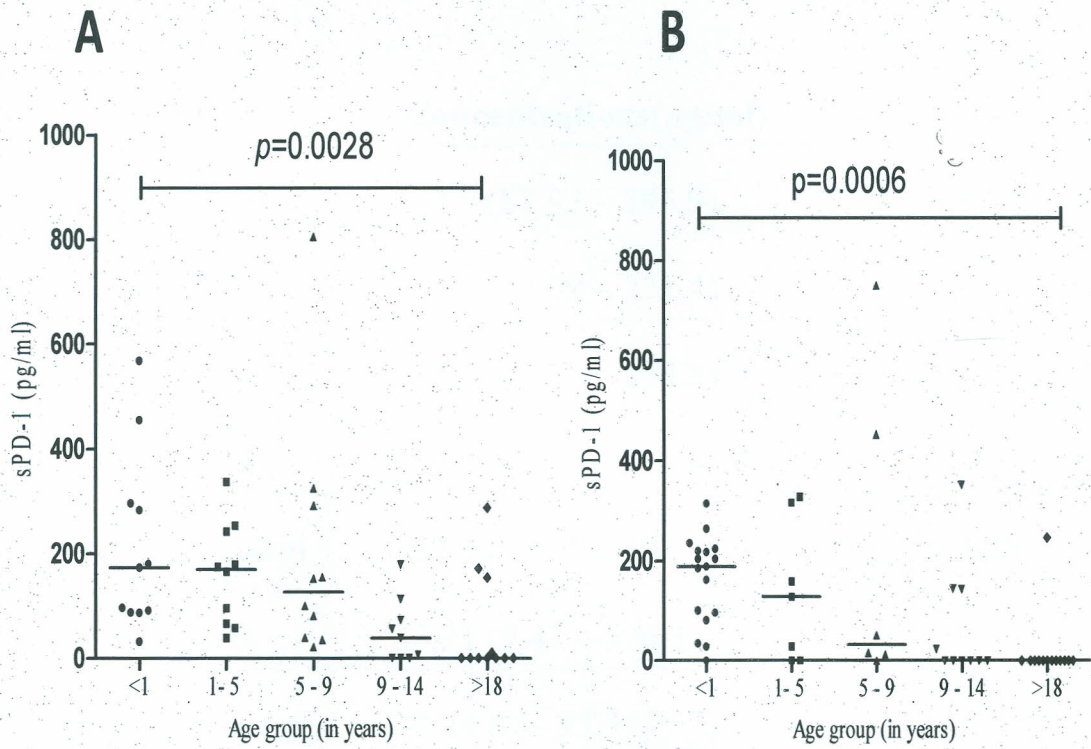 A
B
p=0.0028
p=0.0006
1000
800
600
400
200
0
sPD-1 (pg/ml)
<1 1-5 5-9 9-14 >18
Age group (in years)
1000
800
600
400
200
0
sPD-1 (pg/ml)
<1 1-5 5-9 9-14 >18
Age group (in years)